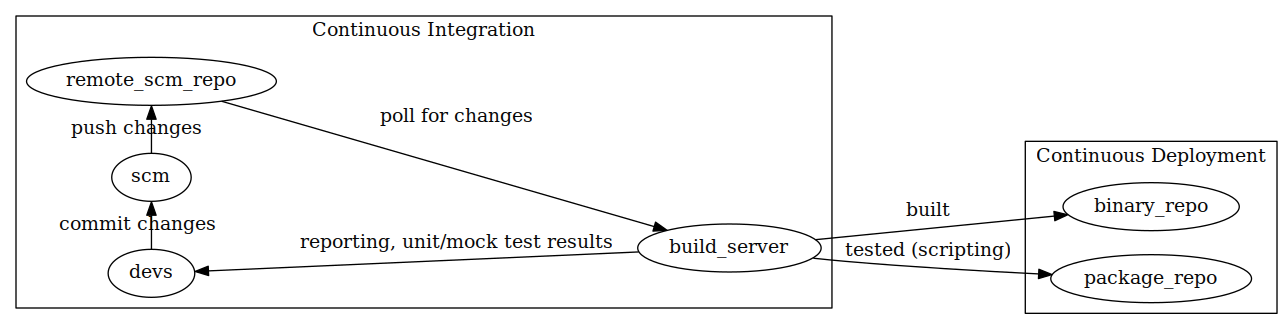 Continuous Integration
remote_scm_repo
poll for changes
push changes
scm
commit changes
reporting, unit/mock test results
build_server
devs
Continuous Deployment
built
binary_repo
tested (scripting)
package_repo